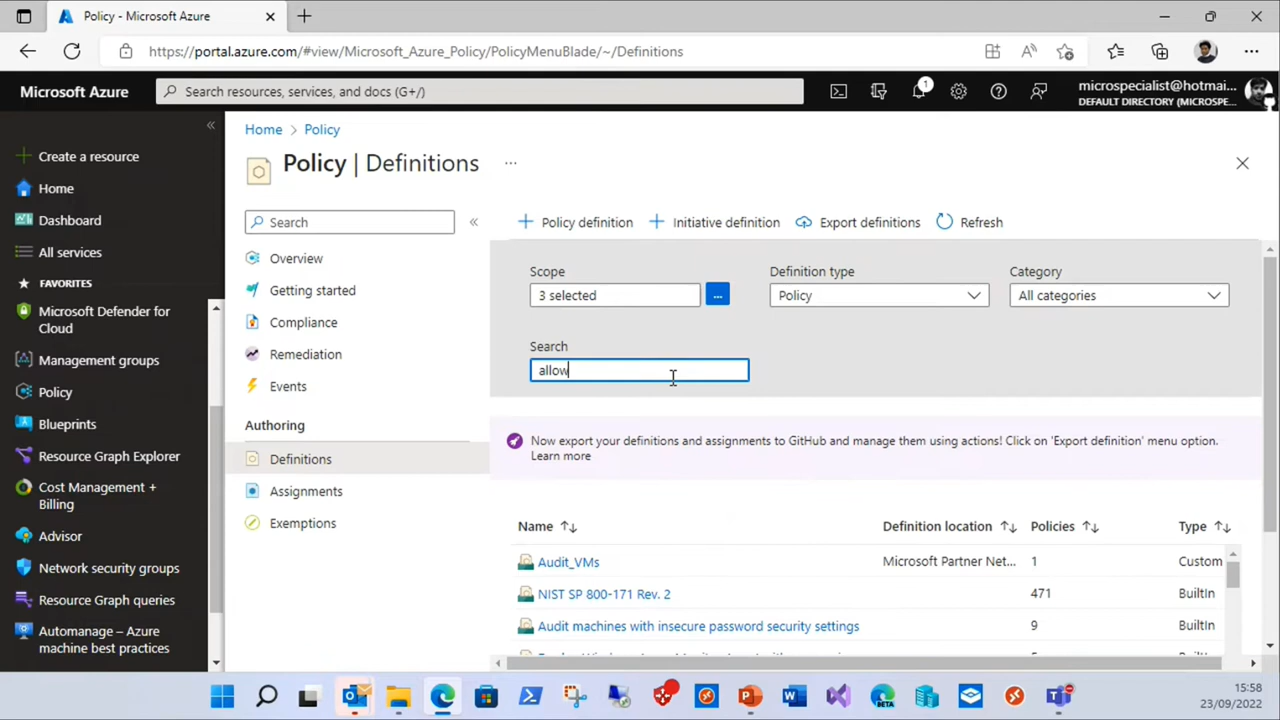 Policy - Microsoft Azure
https://portal.azure.com/#view/Microsoft_Azure_Policy/PolicyMenuBlade/~/Definitions
Microsoft Azure
Search resources, services, and docs (G+/)
1
microspecialist@hotmai...
DEFAULT DIRECTORY (MICROSPE...
Create a resource
Home
Dashboard
All services
FAVORITES
Microsoft Defender for
Cloud
Management groups
Policy
Blueprints
Resource Graph Explorer
Cost Management +
Billing
Advisor
Network security groups
Resource Graph queries
Automanage – Azure
machine best practices
Home > Policy
Policy | Definitions
...
Search
Overview
Getting started
Compliance
Remediation
Events
Authoring
Definitions
Assignments
Exemptions
Policy definition
Initiative definition
Export definitions
Refresh
Scope
3 selected
...
Definition type
Policy
Category
All categories
Search
allow
Now export your definitions and assignments to GitHub and manage them using actions! Click on 'Export definition' menu option.
Learn more
Name
Definition location
Policies
Type
Audit_VMs
Microsoft Partner Net...
1
Custom
NIST SP 800-171 Rev. 2
471
BuiltIn
Audit machines with insecure password security settings
9
BuiltIn
BETA
15:58
23/09/2022